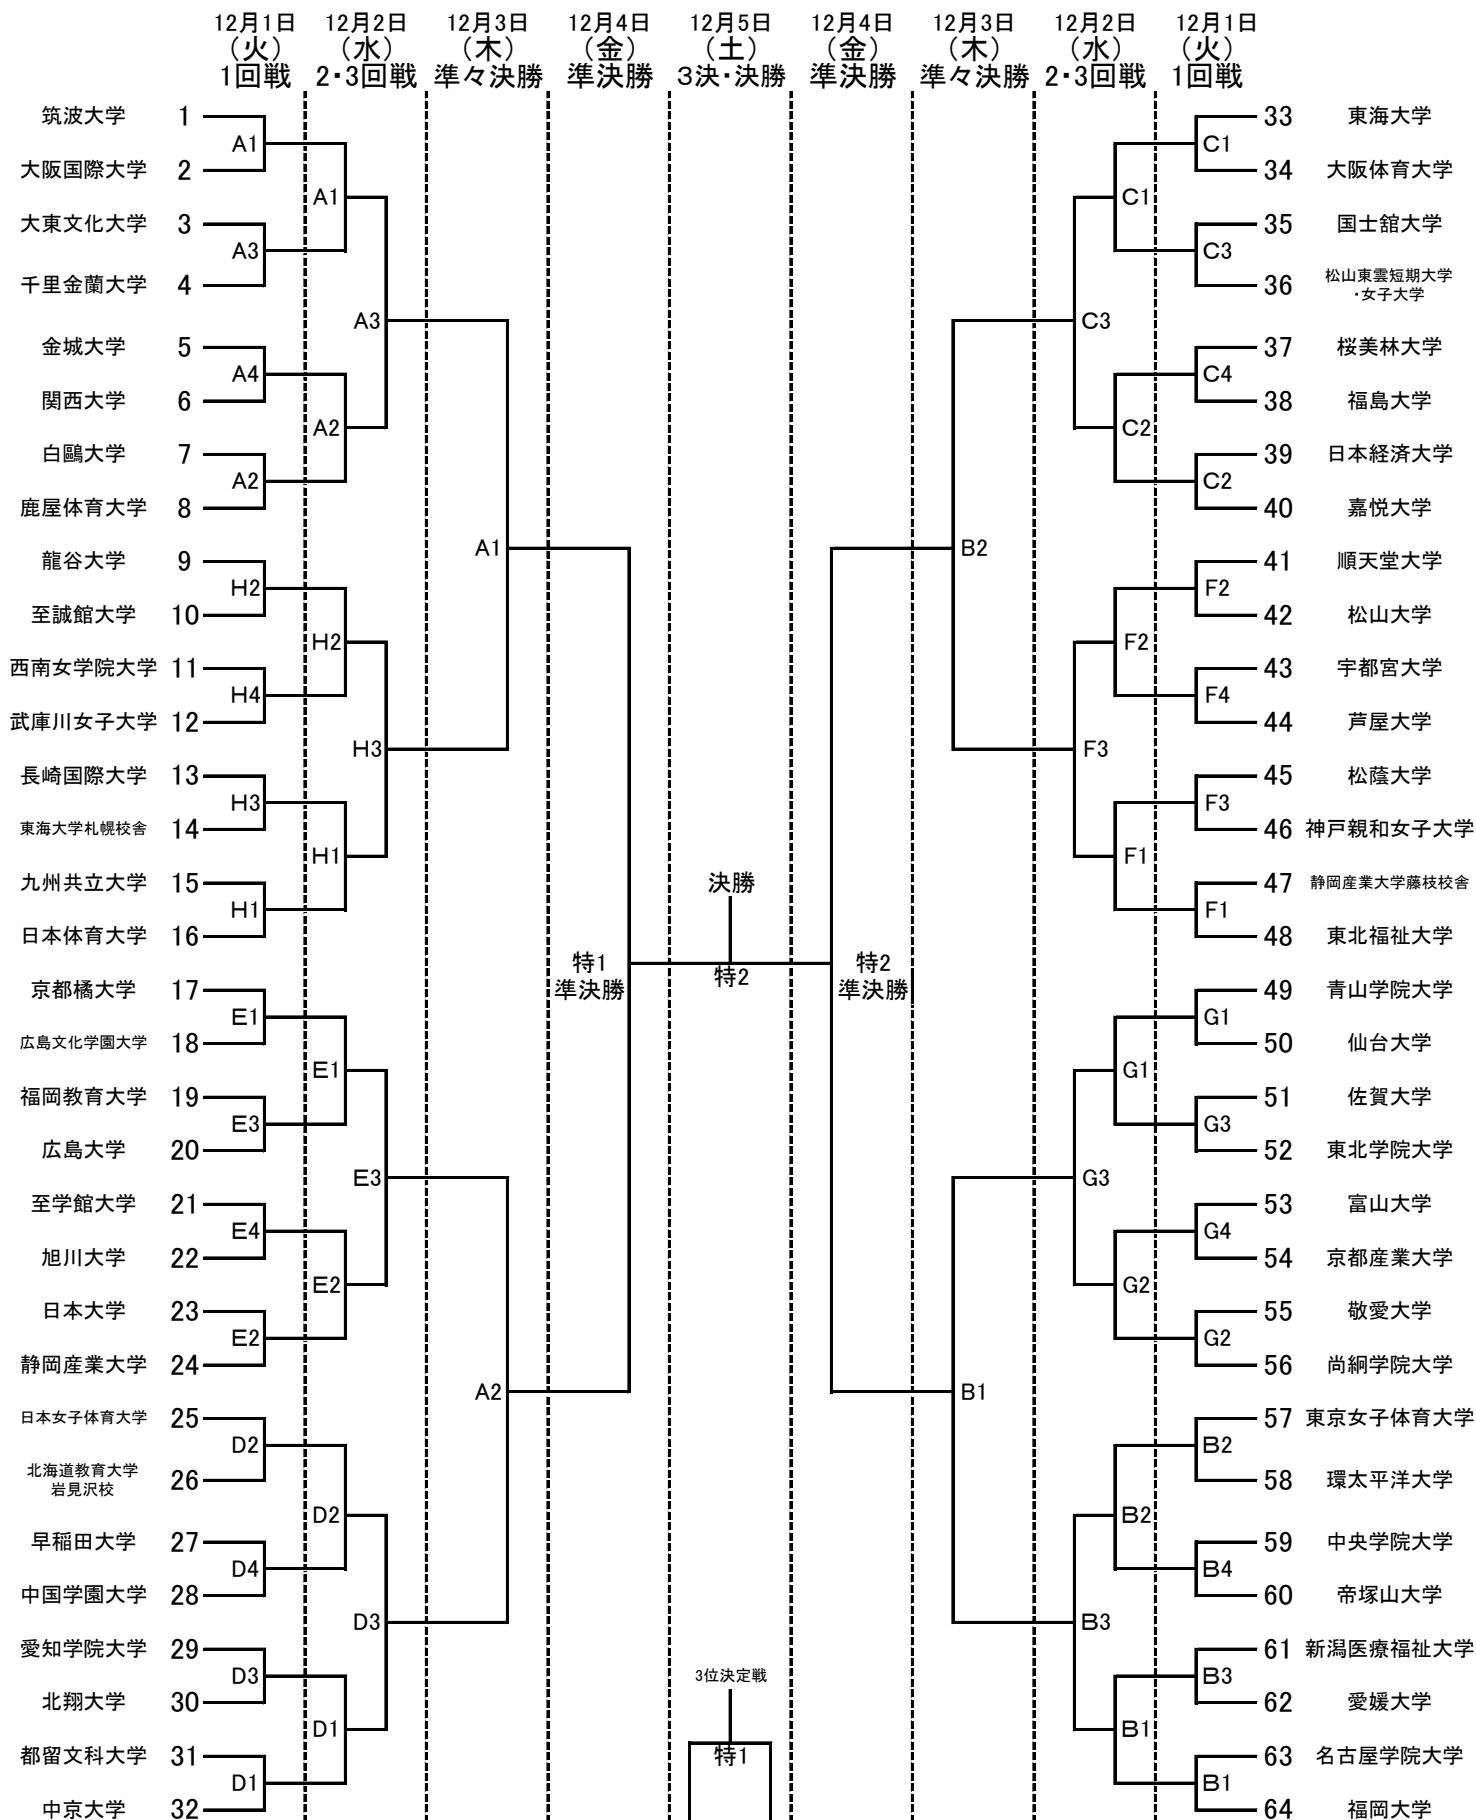 12月1日 12月2日 12月3日 12月4日 12月5日 12月4日 12月3日 12月2日 12月1日
(火) (水) (木) (金) (土) (金) (木) (水) (火)
1回戦 2・3回戦 準々決勝 準決勝 3決・決勝 準決勝 準々決勝 2・3回戦 1回戦
筑波大学 1 33 東海大学
A1 C1
大阪国際大学 2 34 大阪体育大学
A1 C1
大東文化大学 3 35 国士舘大学
A3 C3
千里金蘭大学 4 36 松山東雲短期大学
・女子大学
A3 C3
金城大学 5 37 桜美林大学
A4 C4
関西大学 6 38 福島大学
A2 C2
白鷗大学 7 39 日本経済大学
A2 C2
鹿屋体育大学 8 40 嘉悦大学
A1 B2
龍谷大学 9 41 順天堂大学
H2 F2
至誠館大学 10 42 松山大学
H2 F2
西南女学院大学 11 43 宇都宮大学
H4 F4
武庫川女子大学 12 44 芦屋大学
H3 F3
長崎国際大学 13 45 松蔭大学
H3 F3
東海大学札幌校舎 14 46 神戸親和女子大学
H1 F1
九州共立大学 15 決勝 47 静岡産業大学藤枝校舎
H1 F1
日本体育大学 16 48 東北福祉大学
特1 特2 特2
準決勝 準決勝
京都橘大学 17 49 青山学院大学
E1 G1
広島文化学園大学 18 50 仙台大学
E1 G1
福岡教育大学 19 51 佐賀大学
E3 G3
広島大学 20 52 東北学院大学
E3 G3
至学館大学 21 53 富山大学
E4 G4
旭川大学 22 54 京都産業大学
E2 G2
日本大学 23 55 敬愛大学
E2 G2
静岡産業大学 24 56 尚絅学院大学
A2 B1
日本女子体育大学 25 57 東京女子体育大学
D2 B2
北海道教育大学
岩見沢校 26 58 環太平洋大学
D2 B2
早稲田大学 27 59 中央学院大学
D4 B4
中国学園大学 28 60 帝塚山大学
D3 B3
愛知学院大学 29 61 新潟医療福祉大学
D3 3位決定戦 B3
北翔大学 30 62 愛媛大学
D1 B1
都留文科大学 31 特1 63 名古屋学院大学
D1 B1
中京大学 32 64 福岡大学